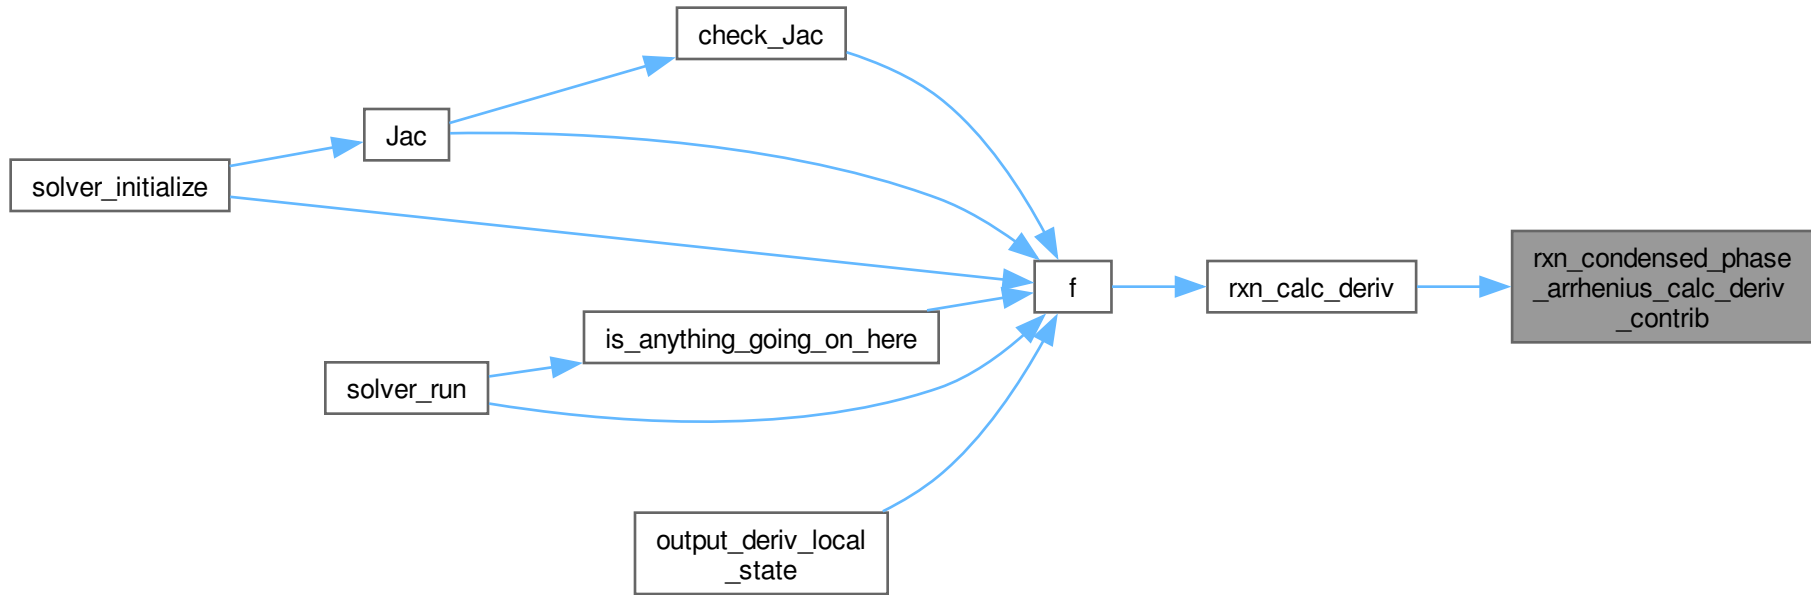 check_Jac
Jac
solver_initialize
f
rxn_calc_deriv
rxn_condensed_phase
_arrhenius_calc_deriv
_contrib
is_anything_going_on_here
solver_run
output_deriv_local
_state